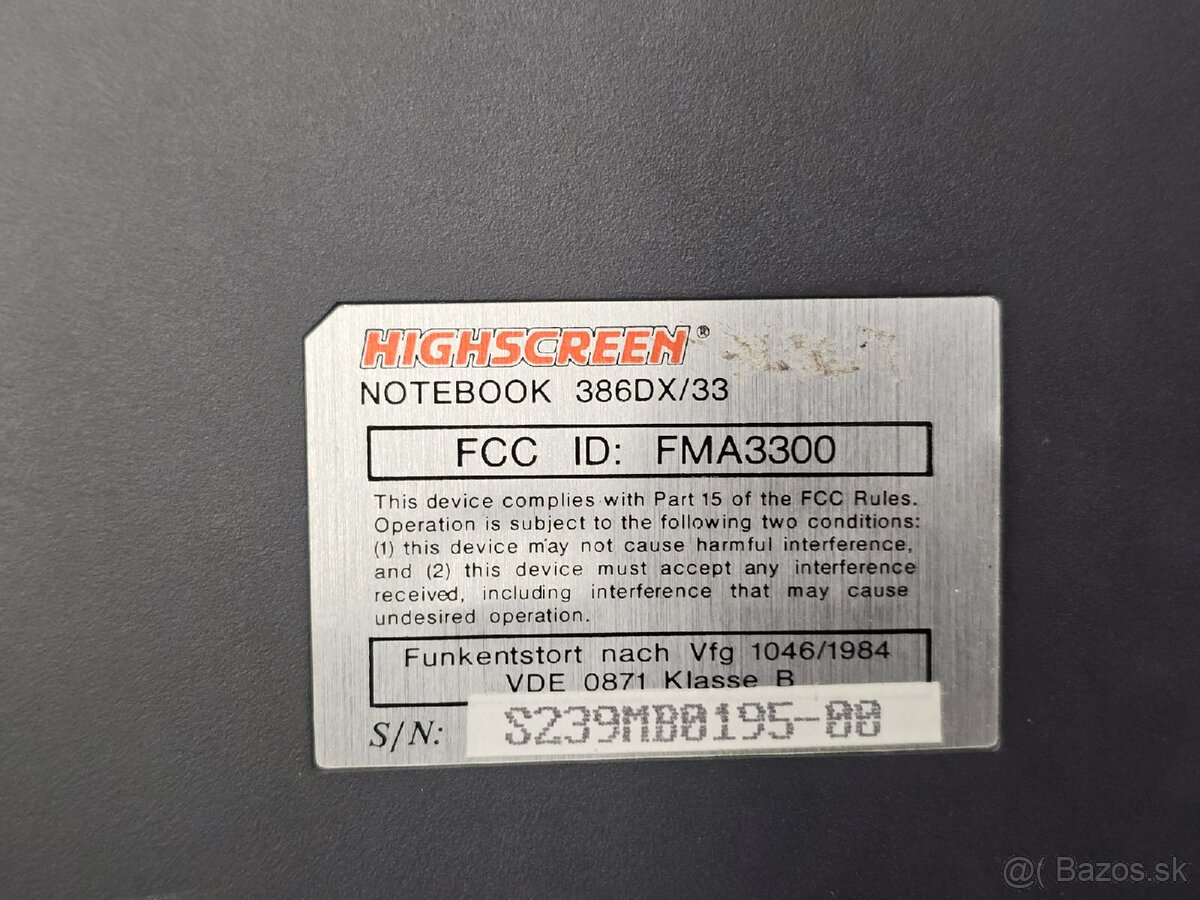 HIGHSCREEN®
NOTEBOOK 386DX/33
FCC ID: FMA3300
This device complies with Part 15 of the FCC Rules.
Operation is subject to the following two conditions:
(1) this device may not cause harmful interference,
and (2) this device must accept any interference
received, including interference that may cause
undesired operation.
Funkentstort nach Vfg 1046/1984
VDE 0871 Klasse B
S/N: S239MB0195-00
@( Bazos.sk